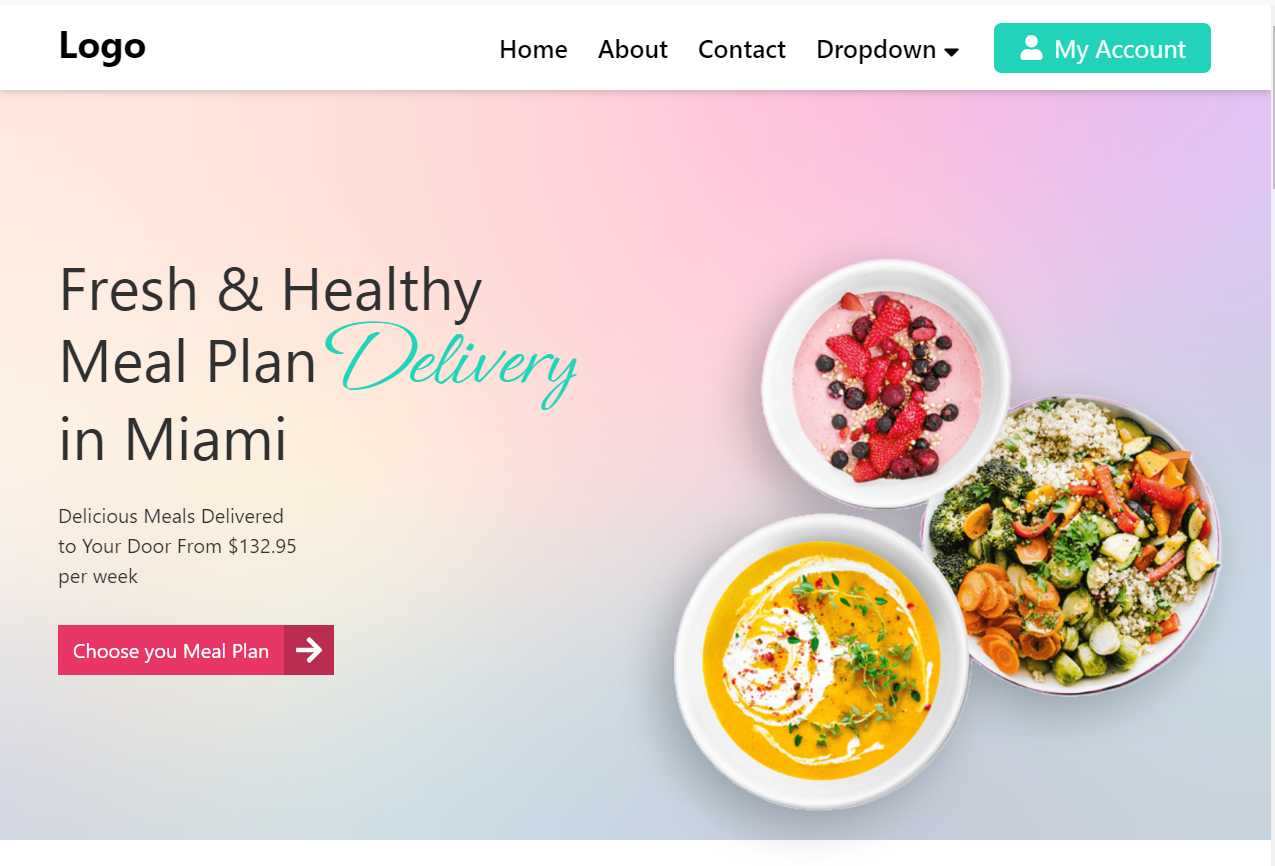 Logo
Home About Contact Dropdown My Account
Fresh & Healthy
Meal Plan Delivery
in Miami
Delicious Meals Delivered
to Your Door From $132.95
per week
Choose you Meal Plan